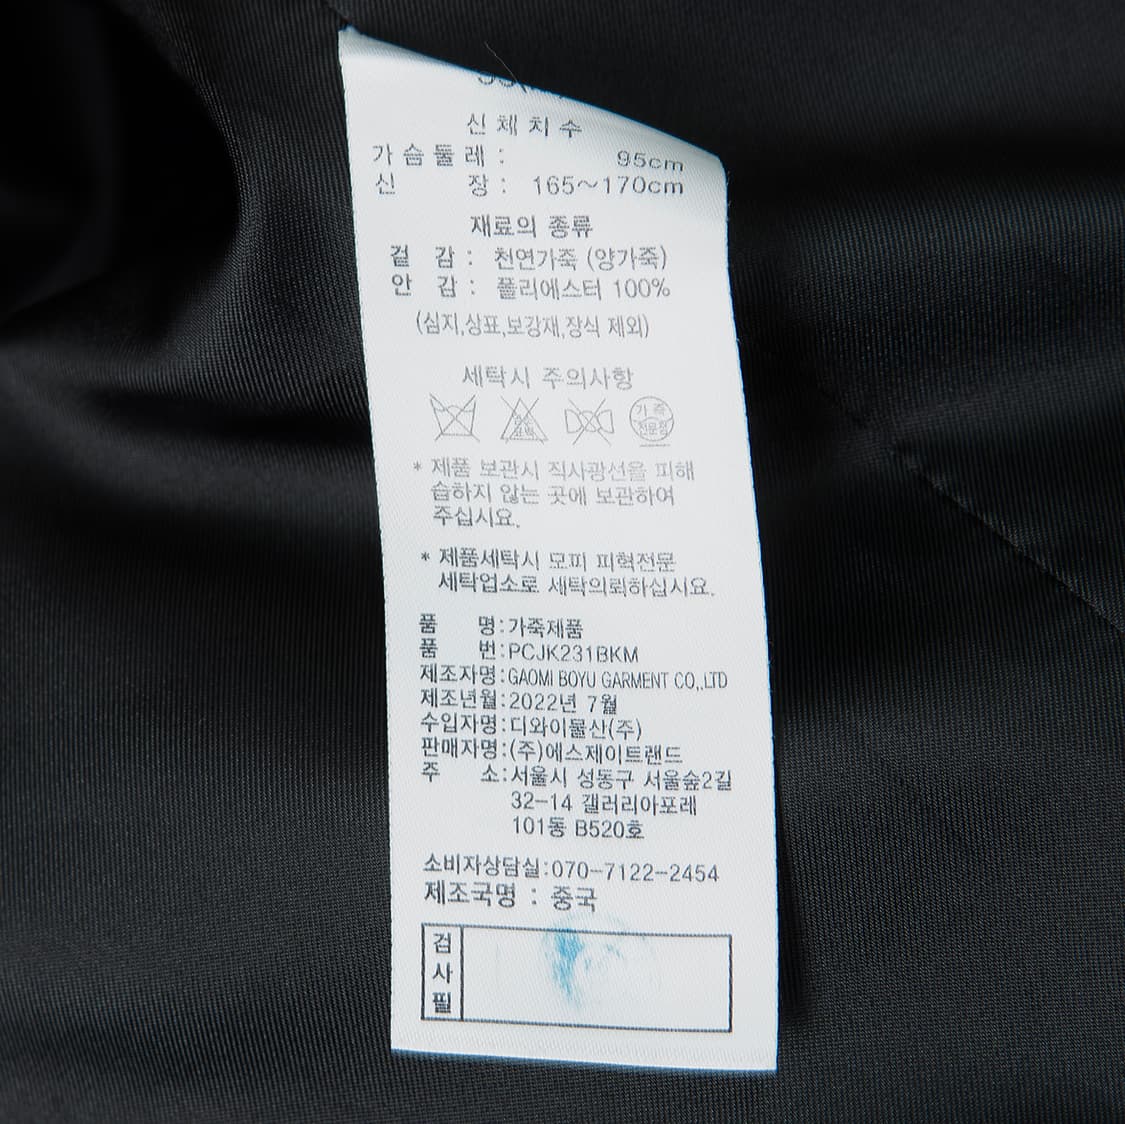 신체치수
가슴둘레 : 95cm
신 장 : 165~170cm
재료의 종류
겉 감 : 천연가죽 (양가죽)
안 감 : 폴리에스터 100%
(심지,상표,보강재,장식 제외)
세탁시 주의사항
가 죽
전문점
* 제품 보관시 직사광선을 피해
습하지 않는 곳에 보관하여
주십시요.
* 제품세탁시 모피 피혁전문
세탁업소로 세탁의뢰하십시요.
품 명:가죽제품
품 번:PCJK231BKM
제조자명:GAOMI BOYU GARMENT CO,.LTD
제조년월:2022년 7월
수입자명:디와이물산(주)
판매자명:(주)에스제이트랜드
주 소:서울시 성동구 서울숲2길
32-14 갤러리아포레
101동 B520호
소비자상담실:070-7122-2454
제조국명 : 중국
검
사
필